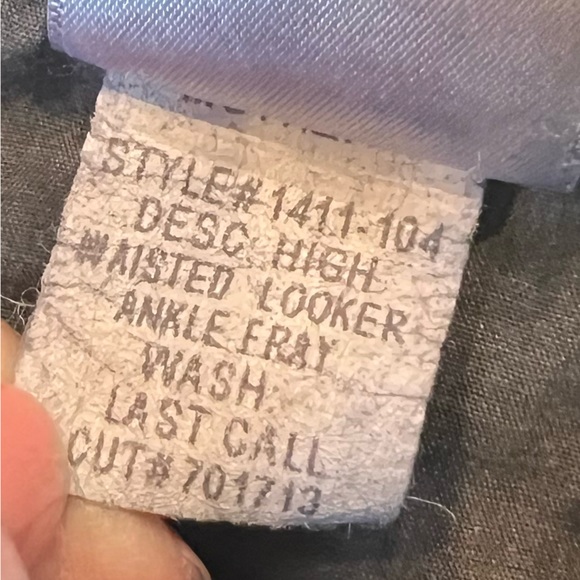 STYLE#1411-104
DESC HIGH
WAISTED LOOKER
ANKLE FRAY
WASH
LAST CALL
CUT#701713